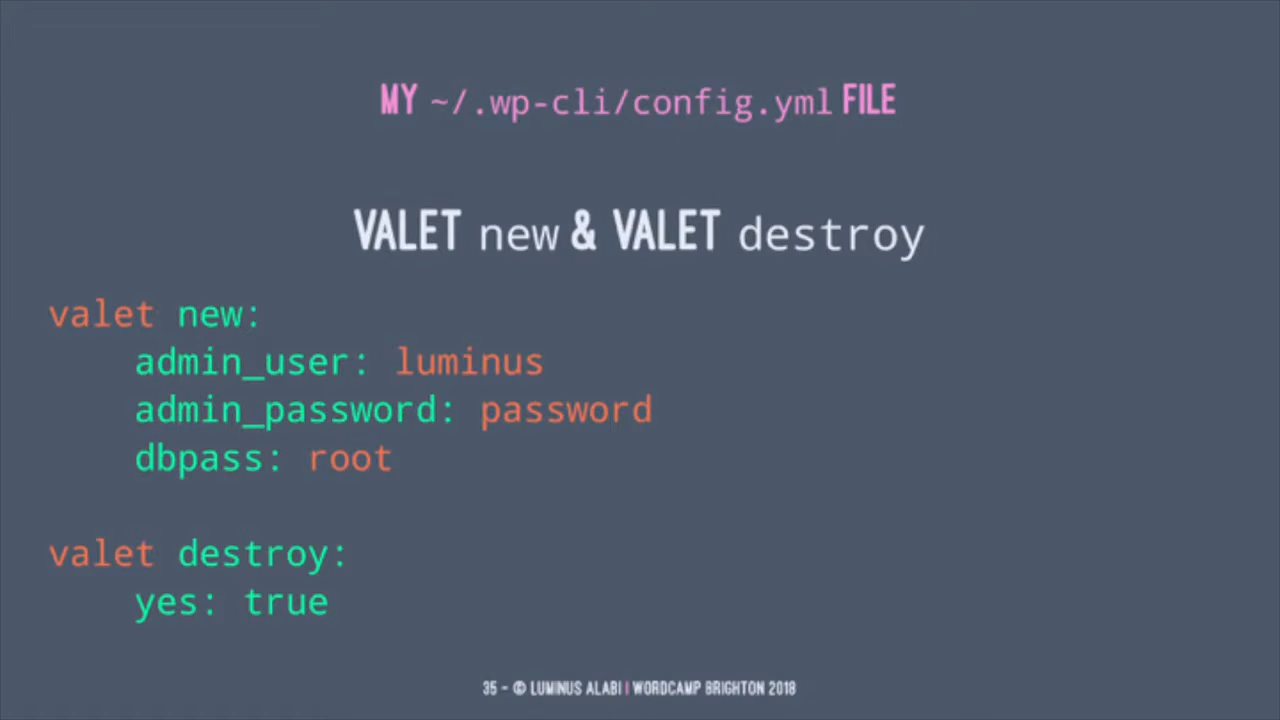 MY ~/.wp-cli/config.yml FILE
VALET new & VALET destroy
valet new:
    admin_user: luminus
    admin_password: password
    dbpass: root

valet destroy:
    yes: true
35 - © LUMINUS ALABI | WORDCAMP BRIGHTON 2018